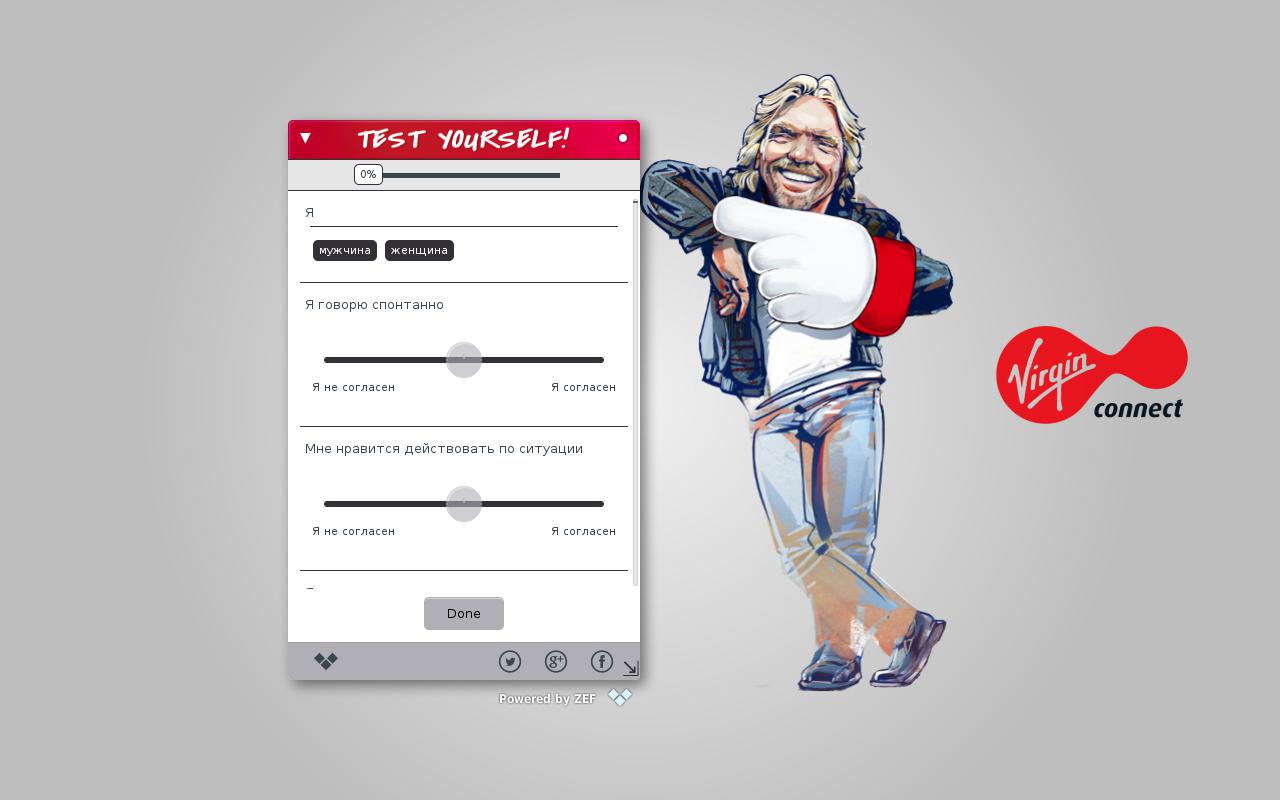 TEST YOURSELF!
0%
Я
мужчина женщина
Я говорю спонтанно
Я не согласен Я согласен
Мне нравится действовать по ситуации
Я не согласен Я согласен
Done
Powered by ZEF
Virgin
connect